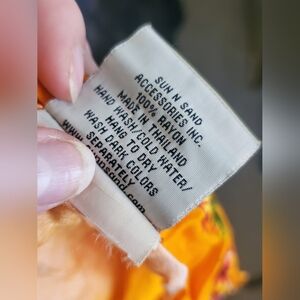 SUN N SAND
ACCESSORIES INC.
100% RAYON
MADE IN THAILAND
HAND WASH/COLD WATER/
HANG TO DRY
WASH DARK COLORS
SEPARATELY